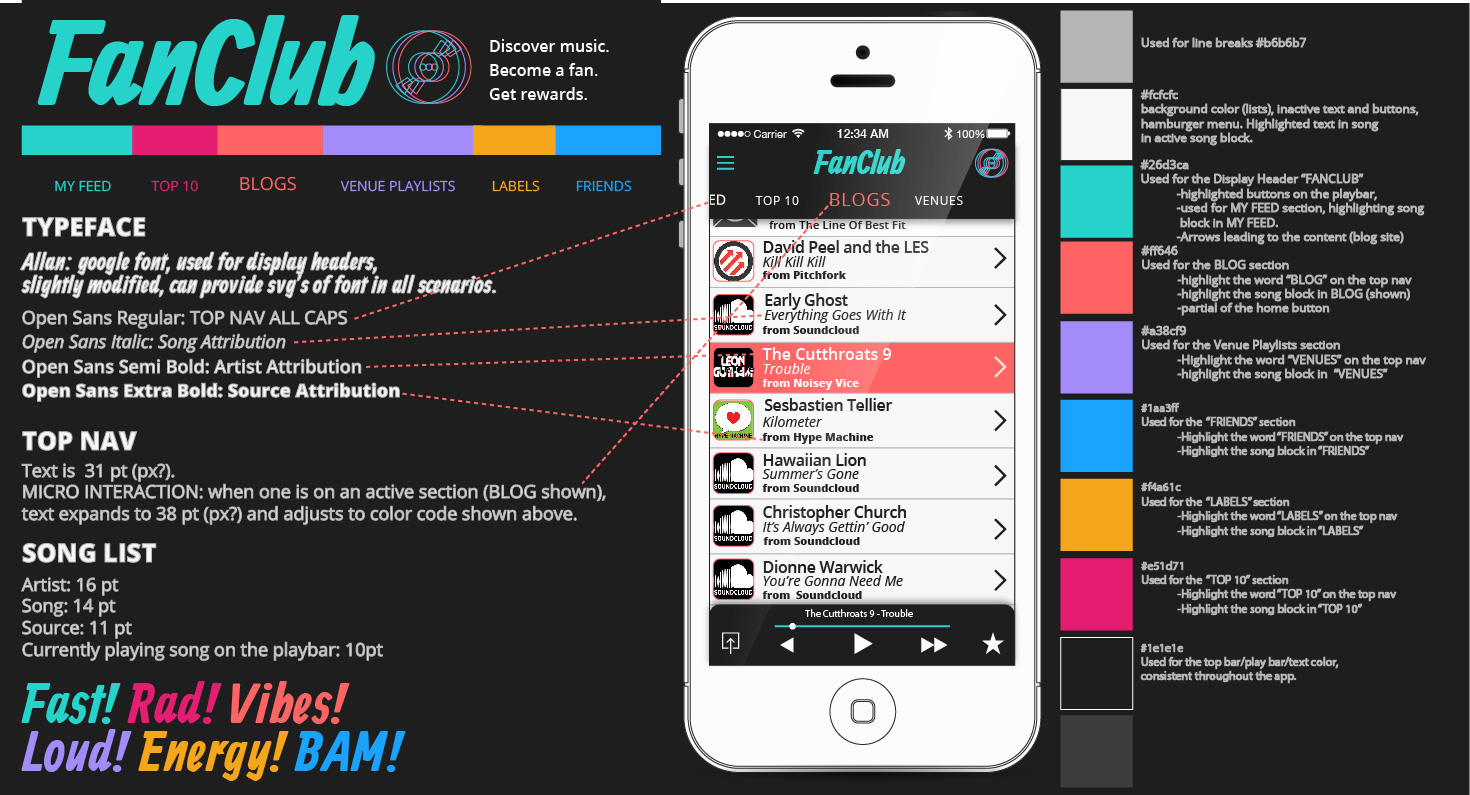 FanClub
Discover music.
Become a fan.
Get rewards.
MY FEED
TOP 10
BLOGS
VENUE PLAYLISTS
LABELS
FRIENDS
TYPEFACE
Allan: google font, used for display headers,
slightly modified, can provide svg's of font in all scenarios.
Open Sans Regular: TOP NAV ALL CAPS
Open Sans Italic: Song Attribution
Open Sans Semi Bold: Artist Attribution
Open Sans Extra Bold: Source Attribution
TOP NAV
Text is 31 pt (px?).
MICRO INTERACTION: when one is on an active section (BLOG shown),
text expands to 38 pt (px?) and adjusts to color code shown above.
SONG LIST
Artist: 16 pt
Song: 14 pt
Source: 11 pt
Currently playing song on the playbar: 10pt
Fast! Rad! Vibes!
Loud! Energy! BAM!
Carrier 12:34 AM 100%
FanClub
ED TOP 10 BLOGS VENUES
from The Line Of Best Fit
David Peel and the LES
Kill Kill Kill
from Pitchfork
SOUNDCLOUD
Early Ghost
Everything Goes With It
from Soundcloud
The Cutthroats 9
Trouble
from Noisey Vice
HYPE MACHINE
Sesbastien Tellier
Kilometer
from Hype Machine
SOUNDCLOUD
Hawaiian Lion
Summer's Gone
from Soundcloud
SOUNDCLOUD
Christopher Church
It's Always Gettin' Good
from Soundcloud
SOUNDCLOUD
Dionne Warwick
You're Gonna Need Me
from Soundcloud
The Cutthroats 9 - Trouble
Used for line breaks #b6b6b7
#fcfcfc
background color (lists), inactive text and buttons,
hamburger menu. Highlighted text in song
in active song block.
#26d3ca
Used for the Display Header "FANCLUB"
-highlighted buttons on the playbar,
-used for MY FEED section, highlighting song
block in MY FEED.
-Arrows leading to the content (blog site)
#ff646
Used for the BLOG section
-highlight the word "BLOG" on the top nav
-highlight the song block in BLOG (shown)
-partial of the home button
#a38cf9
Used for the Venue Playlists section
-Highlight the word "VENUES" on the top nav
-highlight the song block in "VENUES"
#1aa3ff
Used for the "FRIENDS" section
-Highlight the word "FRIENDS" on the top nav
-Highlight the song block in "FRIENDS"
#f4a61c
Used for the "LABELS" section
-Highlight the word "LABELS" on the top nav
-Highlight the song block in "LABELS"
#e51d71
Used for the "TOP 10" section
-Highlight the word "TOP 10" on the top nav
-Highlight the song block in "TOP 10"
#1e1e1e
Used for the top bar/play bar/text color,
consistent throughout the app.